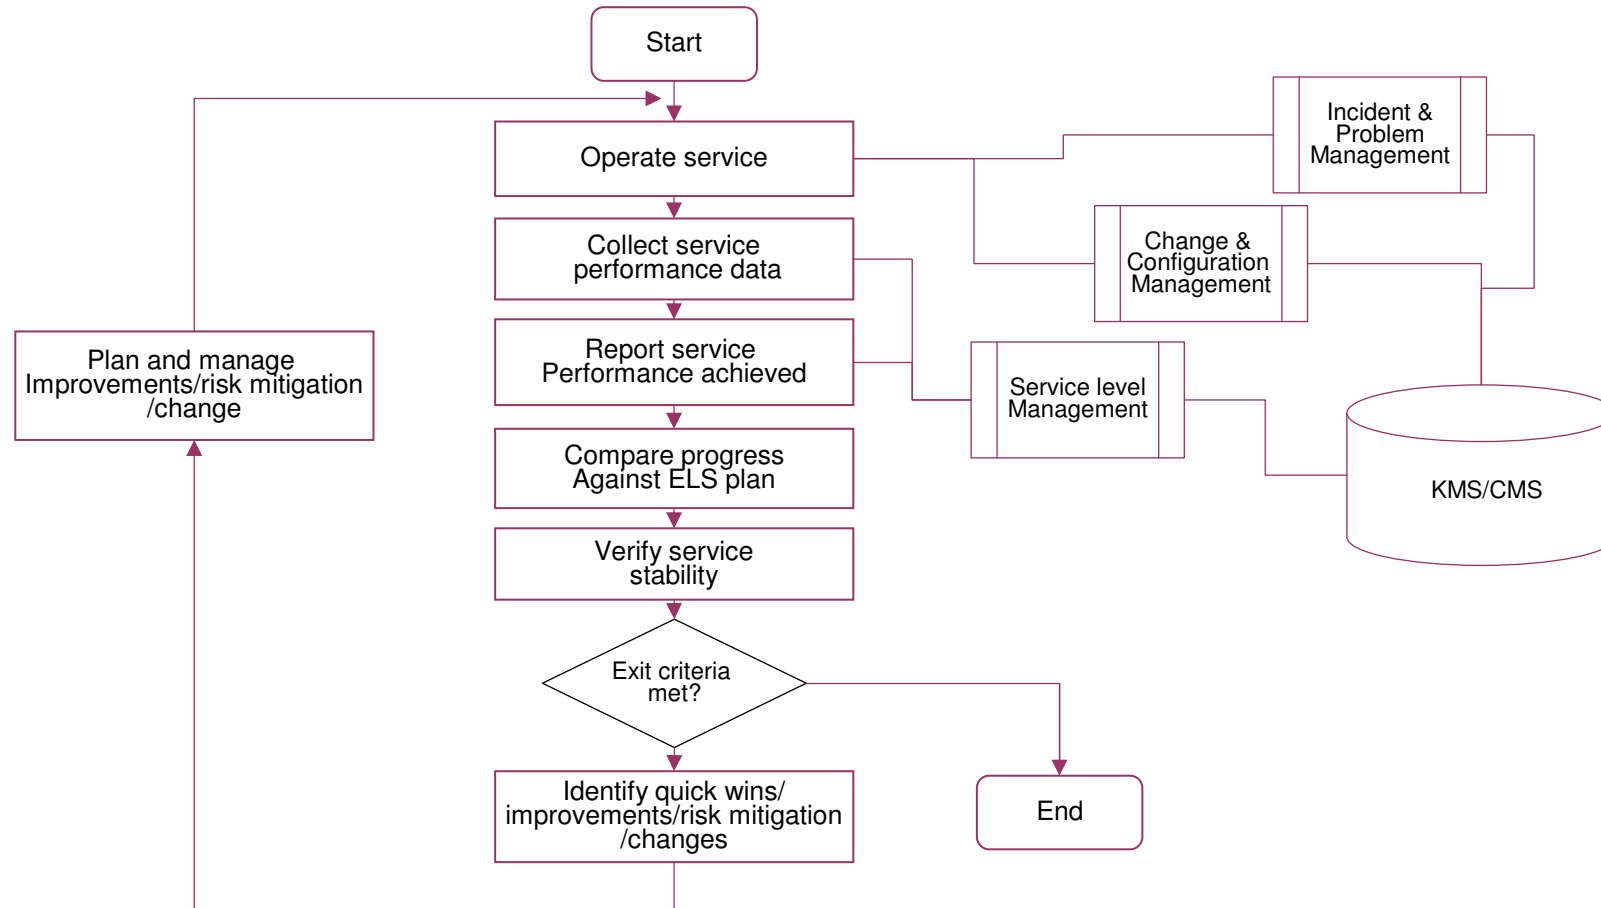 Start
Operate service
Incident &
Problem
Management
Collect service
performance data
Change &
Configuration
Management
Report service
Performance achieved
Plan and manage
Improvements/risk mitigation
/change
Service level
Management
Compare progress
Against ELS plan
KMS/CMS
Verify service
stability
Exit criteria
met?
Identify quick wins/
improvements/risk mitigation
/changes
End